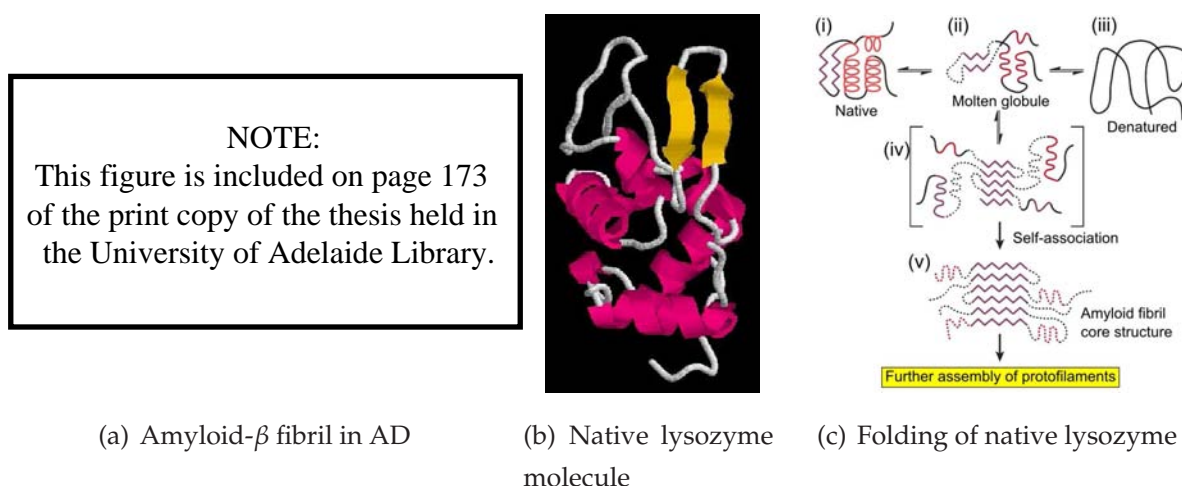 NOTE:
This figure is included on page 173
of the print copy of the thesis held in
the University of Adelaide Library.
(i)
(ii)
(iii)
Native
Molten globule
Denatured
(iv)
Self-association
(v)
Amyloid fibril
core structure
Further assembly of protofilaments
(a) Amyloid-β fibril in AD
(b) Native lysozyme
molecule
(c) Folding of native lysozyme